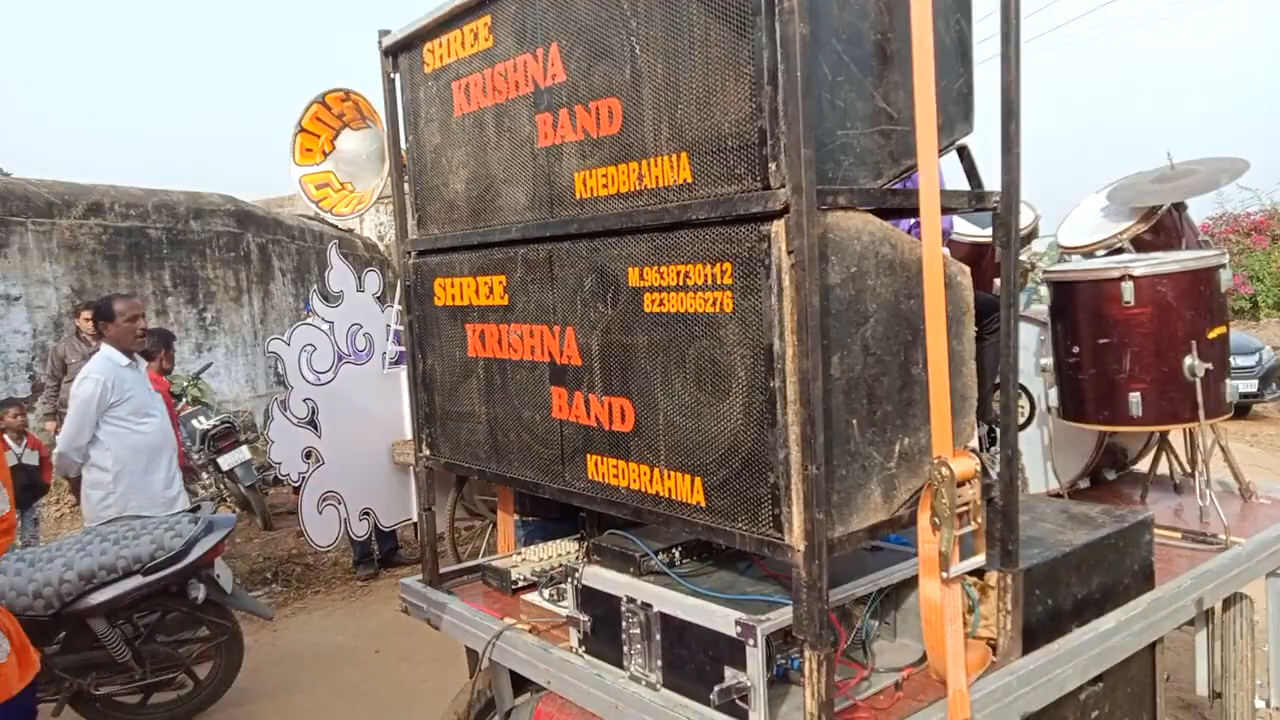 SHREE
KRISHNA
BAND
KHEDBRAHMA
SHREE
M.9638730112
8238066276
KRISHNA
BAND
KHEDBRAHMA